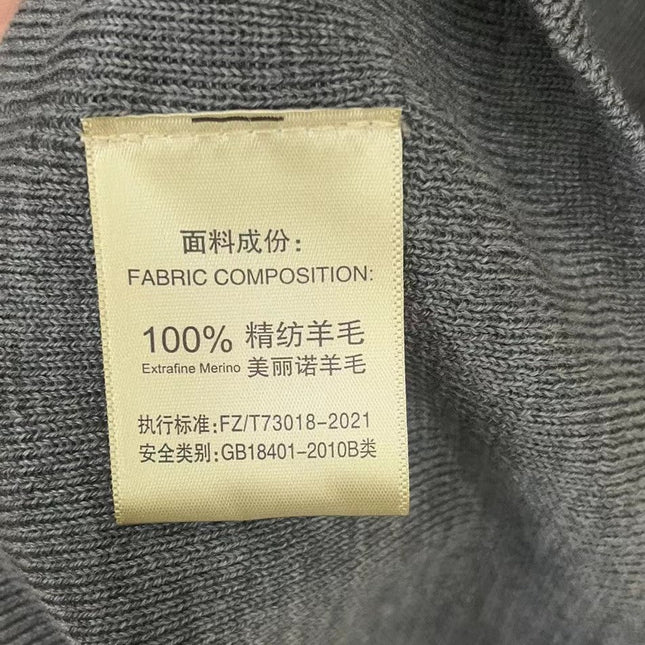 面料成份:
FABRIC COMPOSITION:
100% 精纺羊毛
Extrafine Merino 美丽诺羊毛
执行标准:FZ/T73018-2021
安全类别:GB18401-2010B类